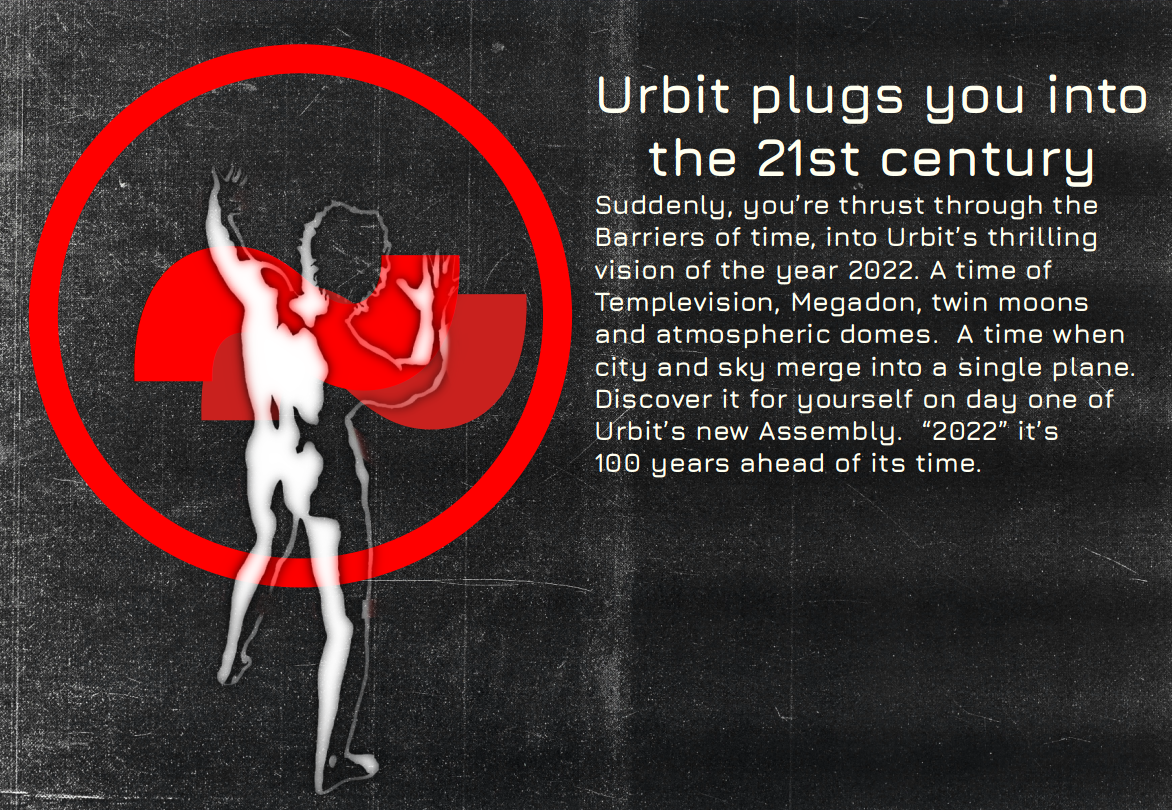 Urbit plugs you into
the 21st century
Suddenly, you're thrust through the
Barriers of time, into Urbit's thrilling
vision of the year 2022. A time of
Templevision, Megadon, twin moons
and atmospheric domes.  A time when
city and sky merge into a single plane.
Discover it for yourself on day one of
Urbit's new Assembly.  “2022” it's
100 years ahead of its time.